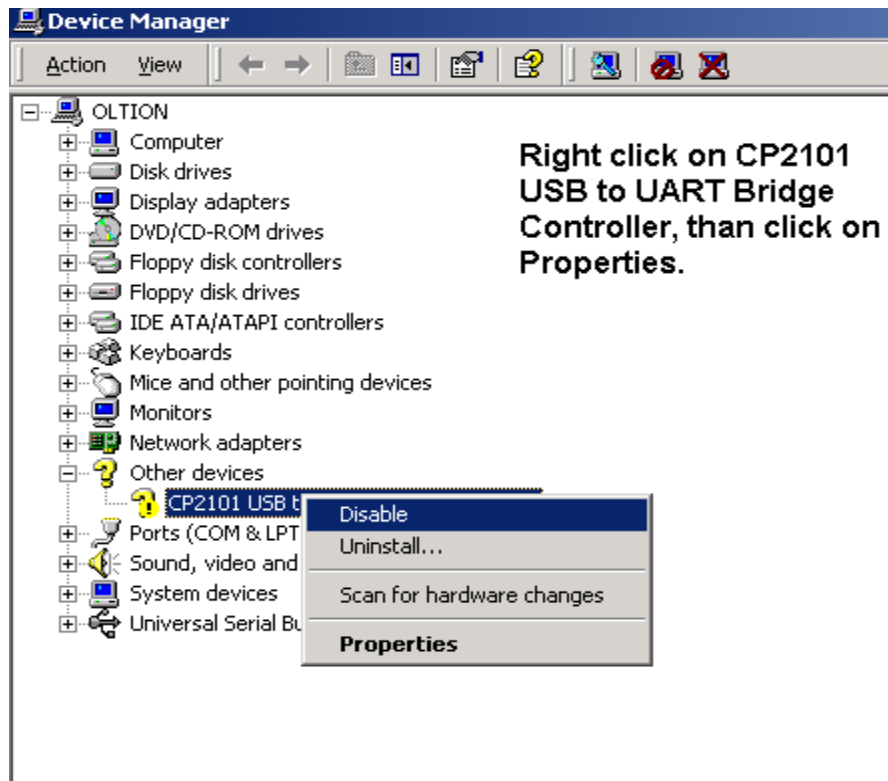 Device Manager
Action View
OLTION
Computer
Disk drives
Display adapters
DVD/CD-ROM drives
Floppy disk controllers
Floppy disk drives
IDE ATA/ATAPI controllers
Keyboards
Mice and other pointing devices
Monitors
Network adapters
Other devices
CP2101 USB t
Ports (COM & LPT
Sound, video and
System devices
Universal Serial Bu
Right click on CP2101
USB to UART Bridge
Controller, than click on
Properties.
Disable
Uninstall...
Scan for hardware changes
Properties